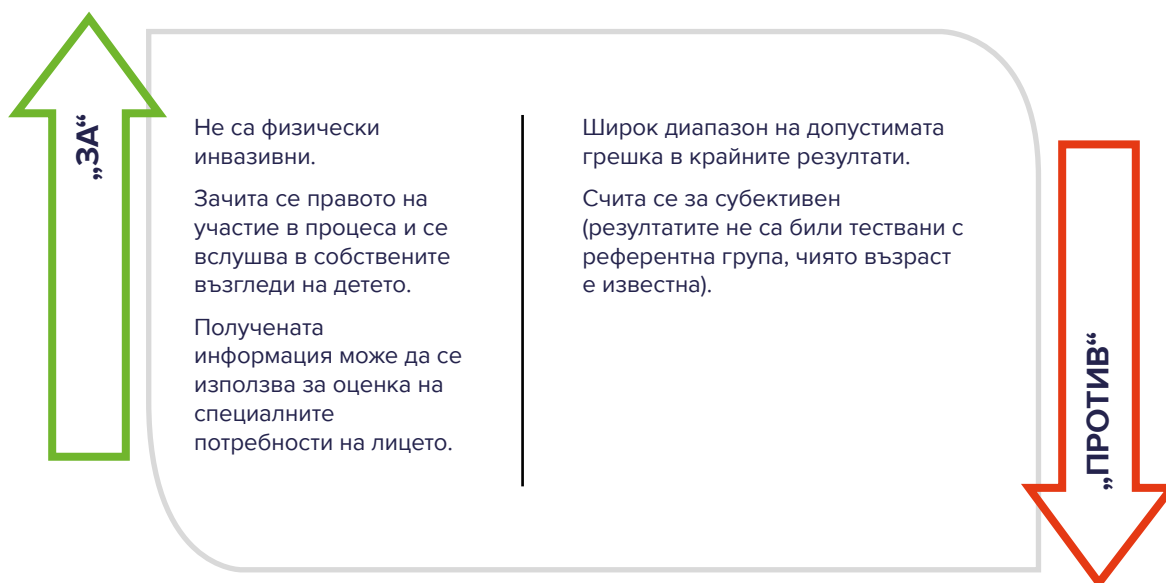 „ЗА“
Не са физически
инвазивни.
Зачита се правото на
участие в процеса и се
вслушва в собствените
възгледи на детето.
Получената
информация може да се
използва за оценка на
специалните
потребности на лицето.
Широк диапазон на допустимата
грешка в крайните резултати.
Счита се за субективен
(резултатите не са били тествани с
референтна група, чиято възраст
е известна).
„ПРОТИВ“